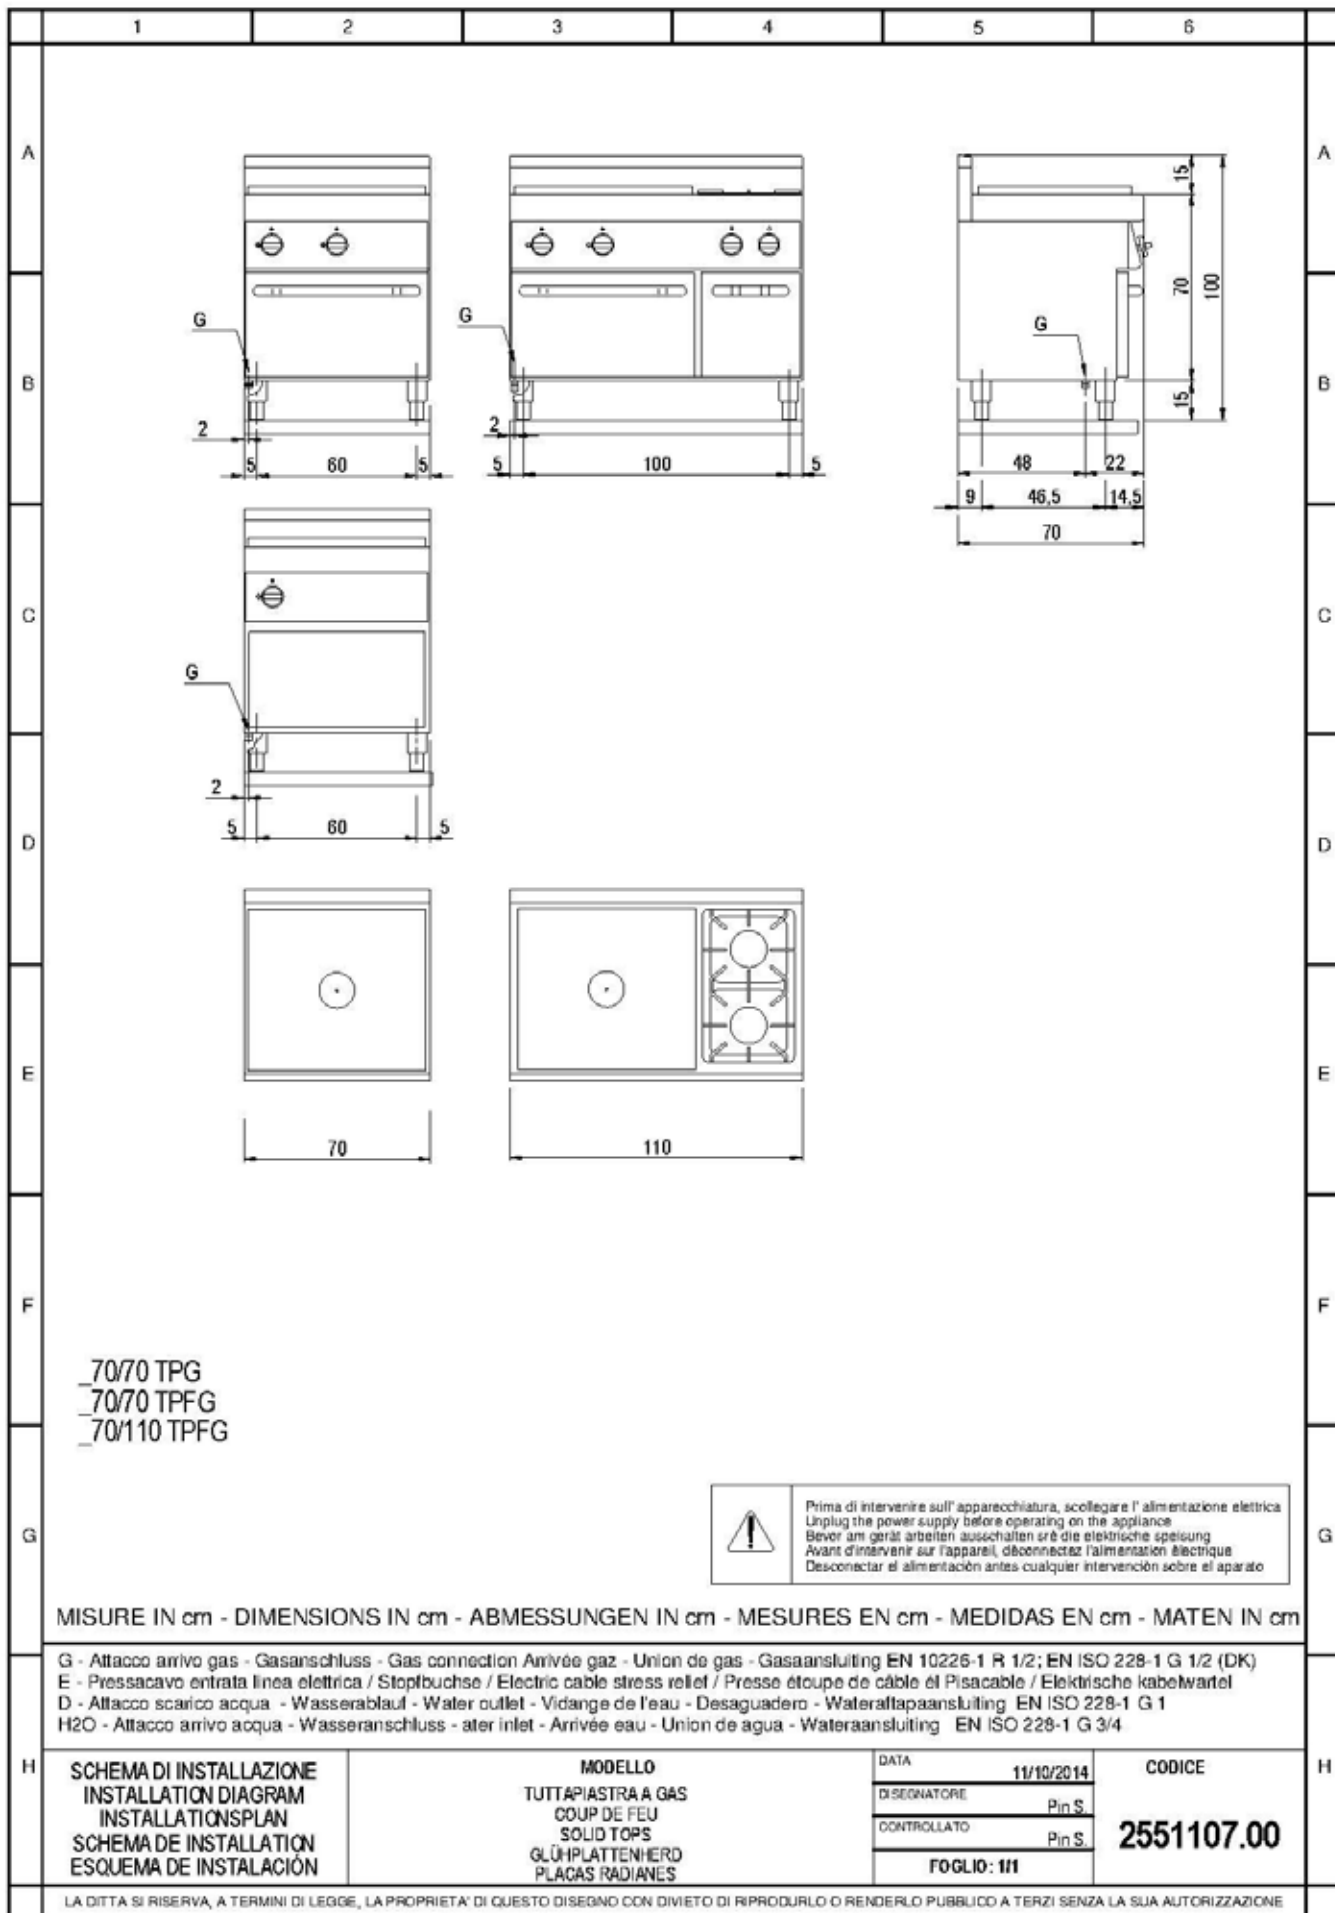 1 2 3 4 5 6
A A
15
G
G
G
70
100
B B
15
2
5 60 5
2
5 100 5
48 22
9 46,5 14,5
70
C C
G
2
5 60 5
D D
E E
70
110
F F
_70/70 TPG
_70/70 TPFG
_70/110 TPFG
G G
Prima di intervenire sull' apparecchiatura, scollegare l' alimentazione elettrica
Unplug the power supply before operating on the appliance
Bevor am gerät arbeiten ausschalten srè die elektrische speisung
Avant d'intervenir sur l'appareil, déconnectez l'alimentation électrique
Desconectar el alimentaciòn antes cualquier intervenciòn sobre el aparato
MISURE IN cm - DIMENSIONS IN cm - ABMESSUNGEN IN cm - MESURES EN cm - MEDIDAS EN cm - MATEN IN cm
G - Attacco arrivo gas - Gasanschluss - Gas connection Arrivée gaz - Union de gas - Gasaansluiting EN 10226-1 R 1/2; EN ISO 228-1 G 1/2 (DK)
E - Pressacavo entrata linea elettrica / Stopfbuchse / Electric cable stress relief / Presse étoupe de câble él Pisacable / Elektrische kabelwartel
D - Attacco scarico acqua - Wasserablauf - Water outlet - Vidange de l'eau - Desaguadero - Wateraftapaansluiting EN ISO 228-1 G 1
H2O - Attacco arrivo acqua - Wasseranschluss - ater inlet - Arrivée eau - Union de agua - Wateraansluiting EN ISO 228-1 G 3/4
H H
SCHEMA DI INSTALLAZIONE
INSTALLATION DIAGRAM
INSTALLATIONSPLAN
SCHEMA DE INSTALLATION
ESQUEMA DE INSTALACIÓN
MODELLO
TUTTAPIASTRA A GAS
COUP DE FEU
SOLID TOPS
GLÜHPLATTENHERD
PLACAS RADIANES
DATA 11/10/2014
DISEGNATORE Pin S.
CONTROLLATO Pin S.
FOGLIO: 1/1
CODICE
2551107.00
LA DITTA SI RISERVA, A TERMINI DI LEGGE, LA PROPRIETA' DI QUESTO DISEGNO CON DIVIETO DI RIPRODURLO O RENDERLO PUBBLICO A TERZI SENZA LA SUA AUTORIZZAZIONE